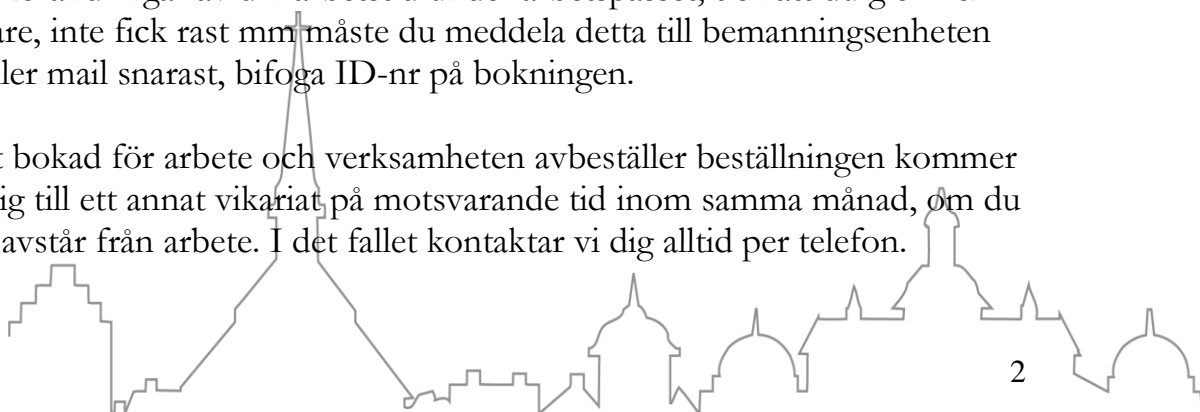 are, inte fick rast mm måste du meddela detta till bemanningsenheten
ler mail snarast, bifoga ID-nr på bokningen.
t bokad för arbete och verksamheten avbeställer beställningen kommer
ig till ett annat vikariat på motsvarande tid inom samma månad, om du
avstår från arbete. I det fallet kontaktar vi dig alltid per telefon.
2